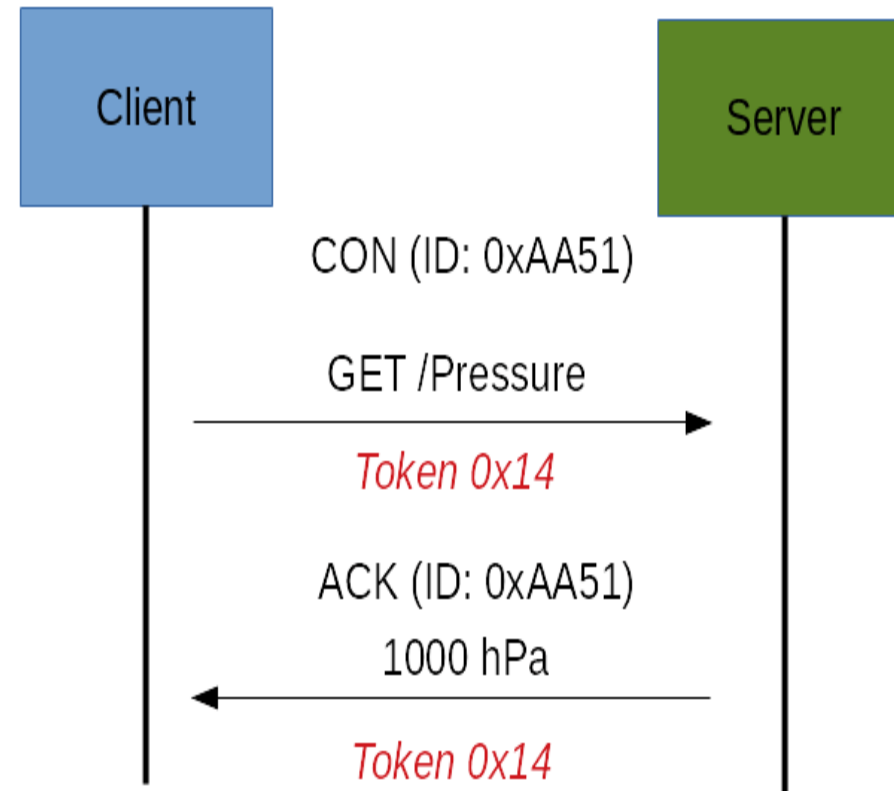 Client
Server
CON (ID: 0xAA51)
GET /Pressure
Token 0x14
ACK (ID: 0xAA51)
1000 hPa
Token 0x14